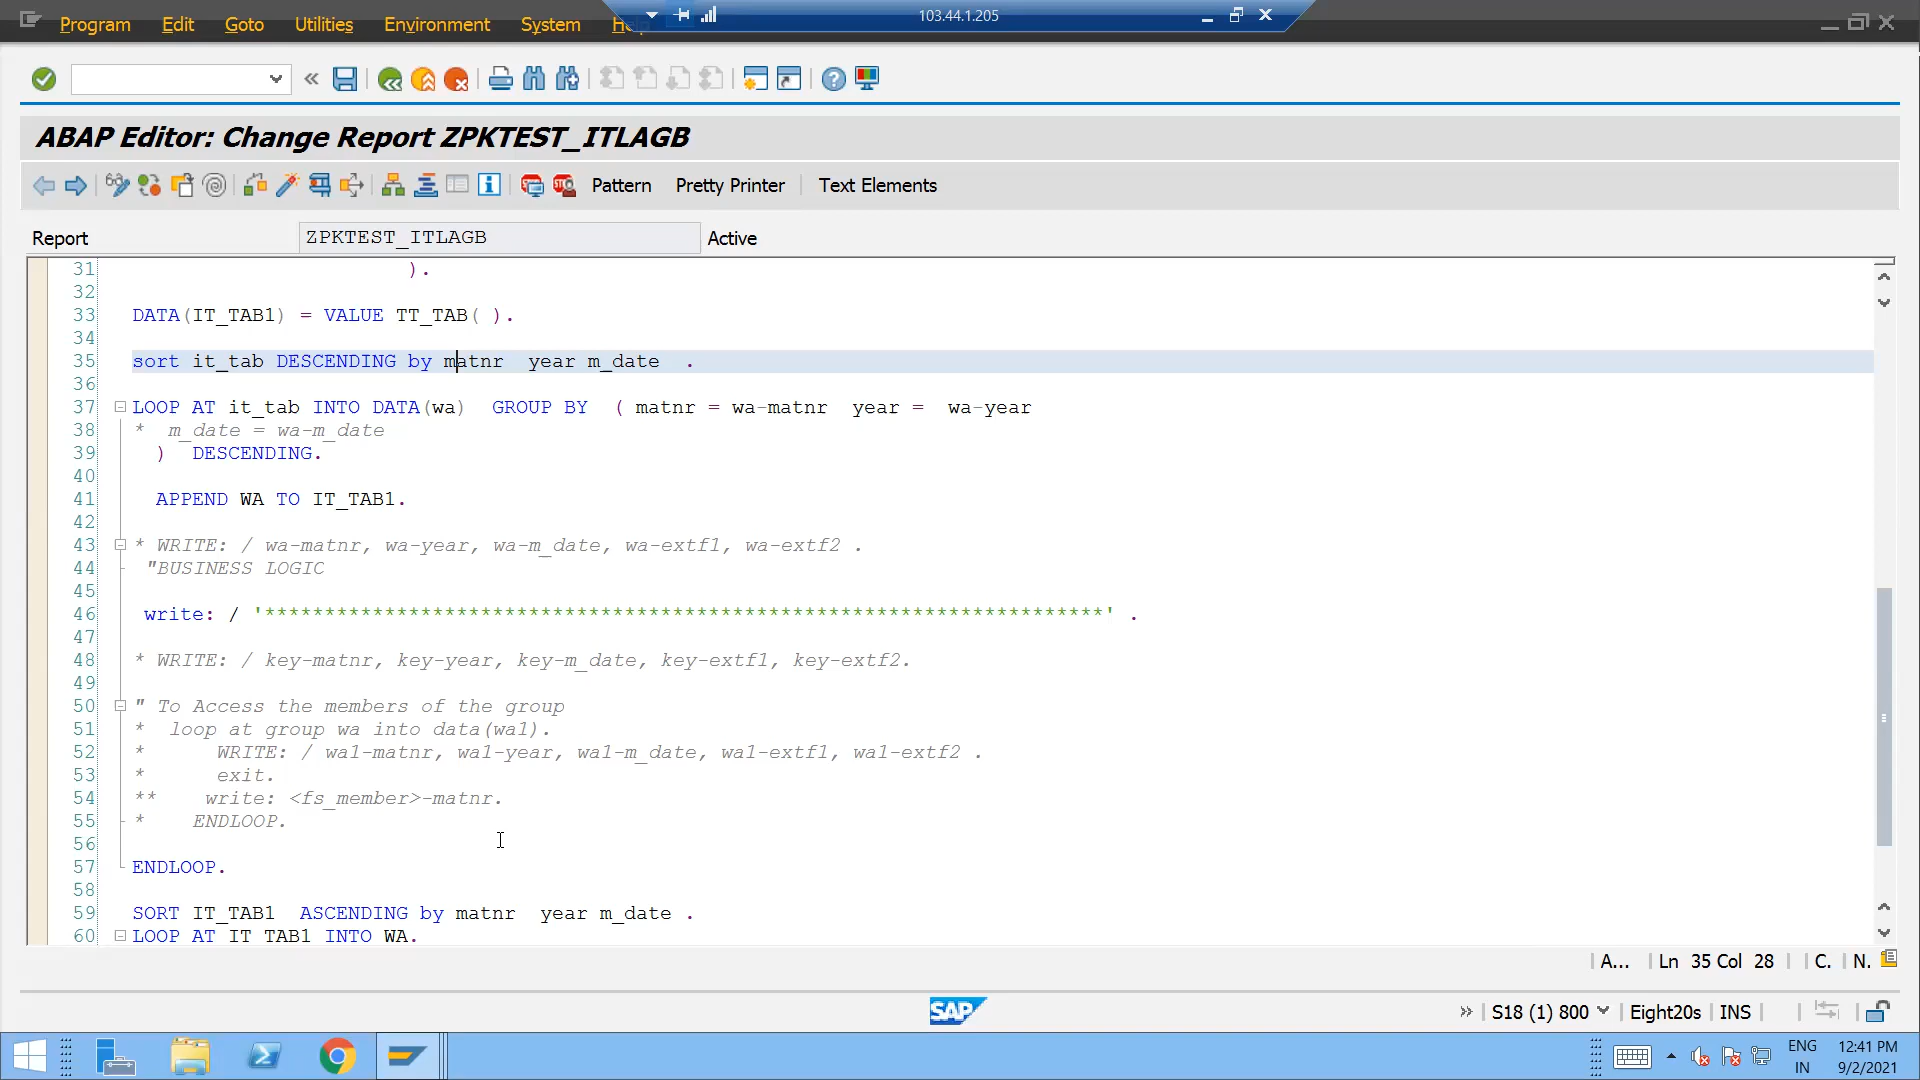 Program Edit Goto Utilities Environment System Help
103.44.1.205
ABAP Editor: Change Report ZPKTEST_ITLAGB
Pattern Pretty Printer Text Elements
Report ZPKTEST_ITLAGB Active
31 ).
32
33 DATA(IT_TAB1) = VALUE TT_TAB( ).
34
35 sort it_tab DESCENDING by matnr year m_date .
36
37 LOOP AT it_tab INTO DATA(wa) GROUP BY ( matnr = wa-matnr year = wa-year
38 * m_date = wa-m_date
39 ) DESCENDING.
40
41 APPEND WA TO IT_TAB1.
42
43 * WRITE: / wa-matnr, wa-year, wa-m_date, wa-extf1, wa-extf2 .
44 "BUSINESS LOGIC
45
46 write: / '**********************************************************************' .
47
48 * WRITE: / key-matnr, key-year, key-m_date, key-extf1, key-extf2.
49
50 " To Access the members of the group
51 * loop at group wa into data(wa1).
52 * WRITE: / wa1-matnr, wa1-year, wa1-m_date, wa1-extf1, wa1-extf2 .
53 * exit.
54 ** write: <fs_member>-matnr.
55 * ENDLOOP.
56
57 ENDLOOP.
58
59 SORT IT_TAB1 ASCENDING by matnr year m_date .
60 LOOP AT IT_TAB1 INTO WA.
A... Ln 35 Col 28 C. N.
SAP S18 (1) 800 Eight20s INS
ENG 12:41 PM
IN 9/2/2021